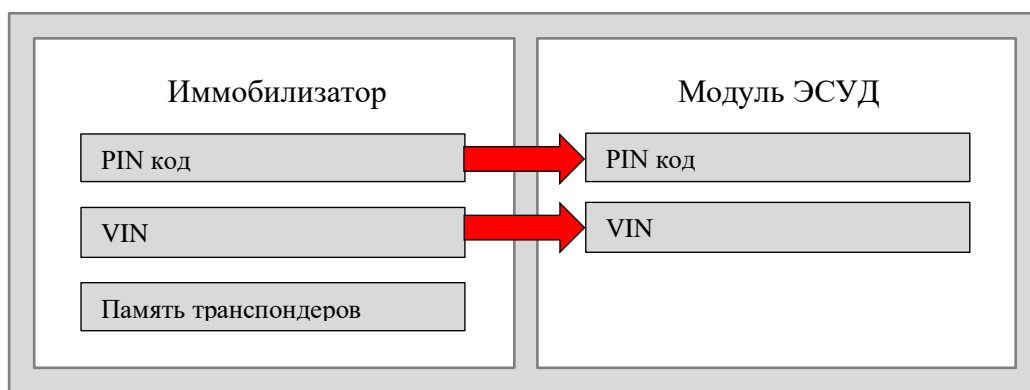 Иммобилизатор
PIN код
VIN
Память транспондеров
Модуль ЭСУД
PIN код
VIN